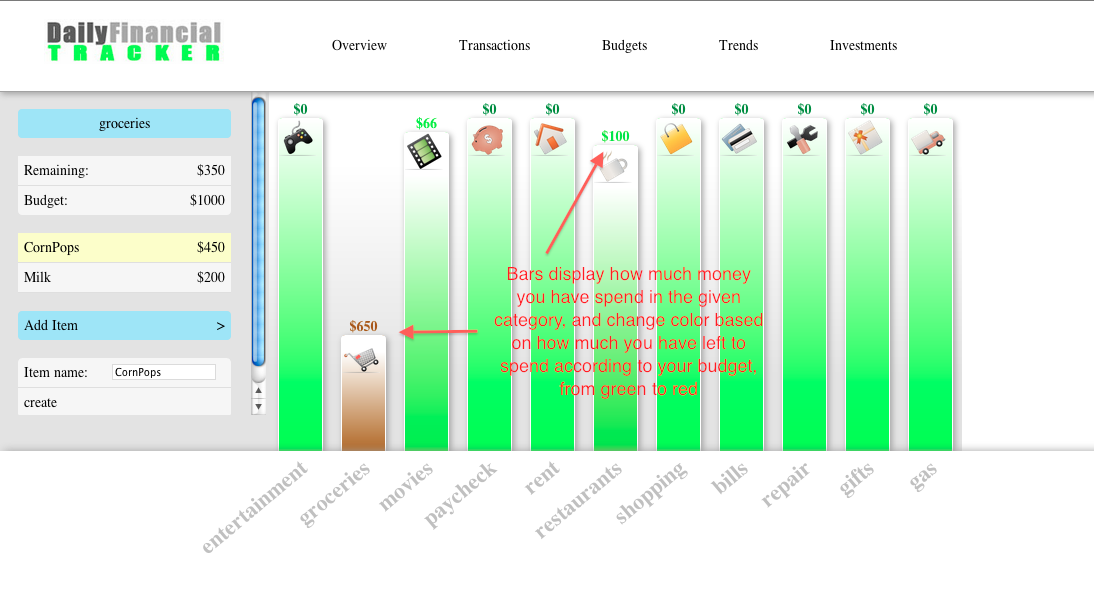 DailyFinancial
TRACKER
Overview
Transactions
Budgets
Trends
Investments
groceries
Remaining: $350
Budget: $1000
CornPops $450
Milk $200
Add Item >
Item name: CornPops
create
$0
$650
$66
$0
$0
$100
$0
$0
$0
$0
$0
Bars display how much money
you have spend in the given
category, and change color based
on how much you have left to
spend according to your budget,
from green to red
entertainment
groceries
movies
paycheck
rent
restaurants
shopping
bills
repair
gifts
gas